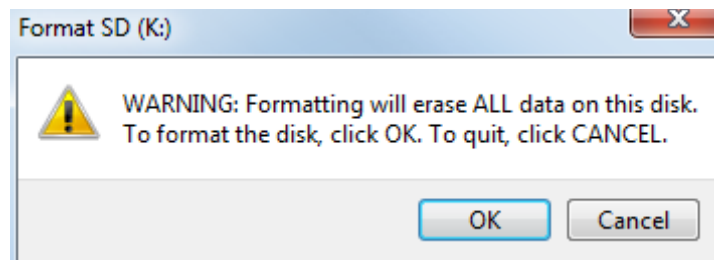 Format SD (K:)
WARNING: Formatting will erase ALL data on this disk.
To format the disk, click OK. To quit, click CANCEL.
OK
Cancel